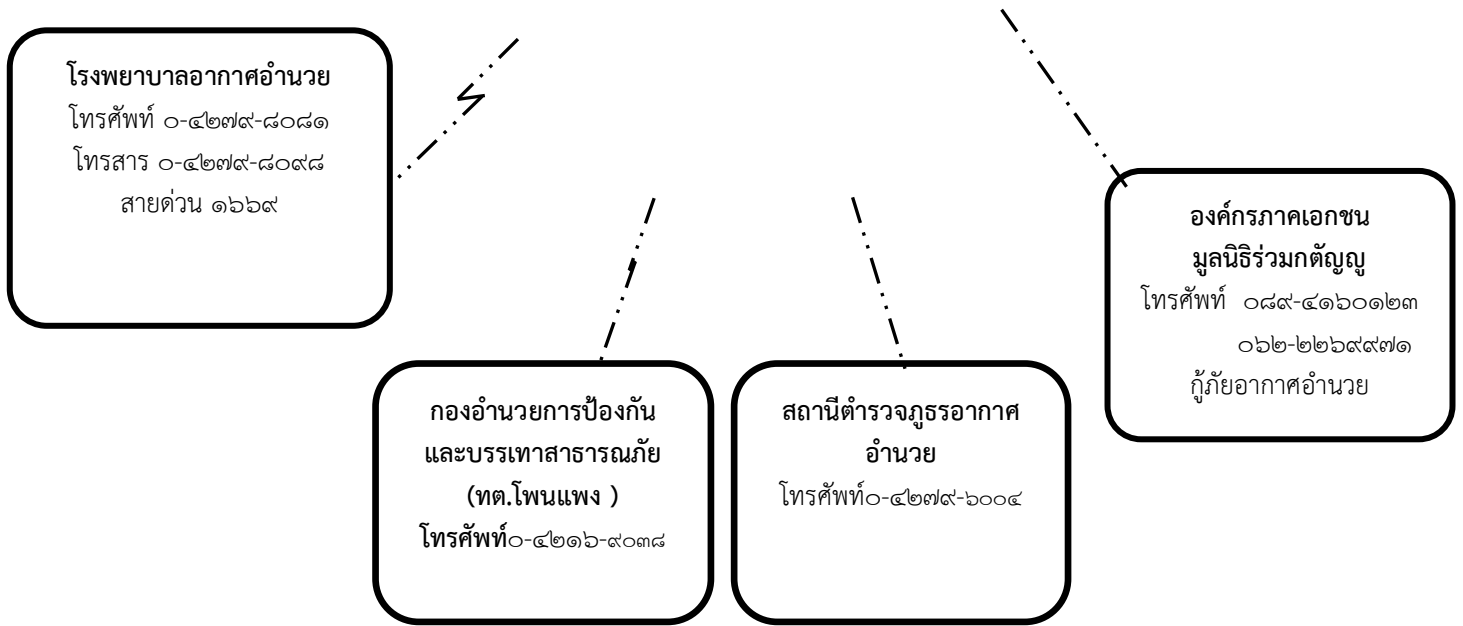 โรงพยาบาลอากาศอำนวย
โทรศัพท์ ๐-๔๒๗๙-๘๐๘๑
โทรสาร ๐-๔๒๗๙-๘๐๙๘
สายด่วน ๑๖๖๙
องค์กรภาคเอกชน
มูลนิธิร่วมกตัญญู
โทรศัพท์ ๐๘๙-๔๑๖๐๑๒๓
๐๖๒-๒๒๖๙๙๗๑
กู้ภัยอากาศอำนวย
กองอำนวยการป้องกัน
และบรรเทาสาธารณภัย
(ทต.โพนแพง )
โทรศัพท์๐-๔๒๑๖-๙๐๓๘
สถานีตำรวจภูธรอากาศ
อำนวย
โทรศัพท์๐-๔๒๗๙-๖๐๐๔